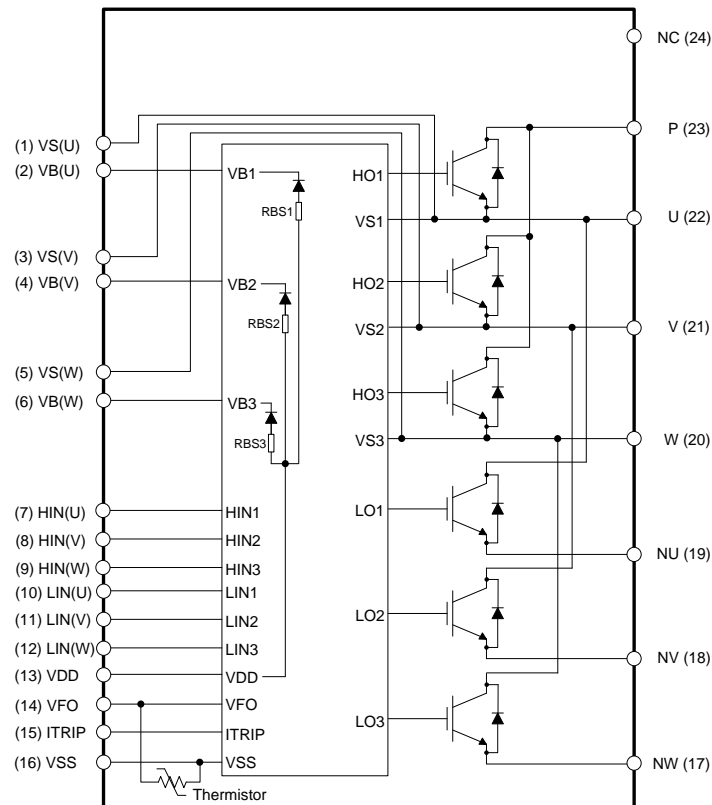 NC (24)
(1) VS(U)
(2) VB(U)
(3) VS(V)
(4) VB(V)
(5) VS(W)
(6) VB(W)
(7) HIN(U)
(8) HIN(V)
(9) HIN(W)
(10) LIN(U)
(11) LIN(V)
(12) LIN(W)
(13) VDD
(14) VFO
(15) ITRIP
(16) VSS
Thermistor
VB1
RBS1
VB2
RBS2
VB3
RBS3
HIN1
HIN2
HIN3
LIN1
LIN2
LIN3
VDD
VFO
ITRIP
VSS
HO1
VS1
HO2
VS2
HO3
VS3
LO1
LO2
LO3
P (23)
U (22)
V (21)
W (20)
NU (19)
NV (18)
NW (17)